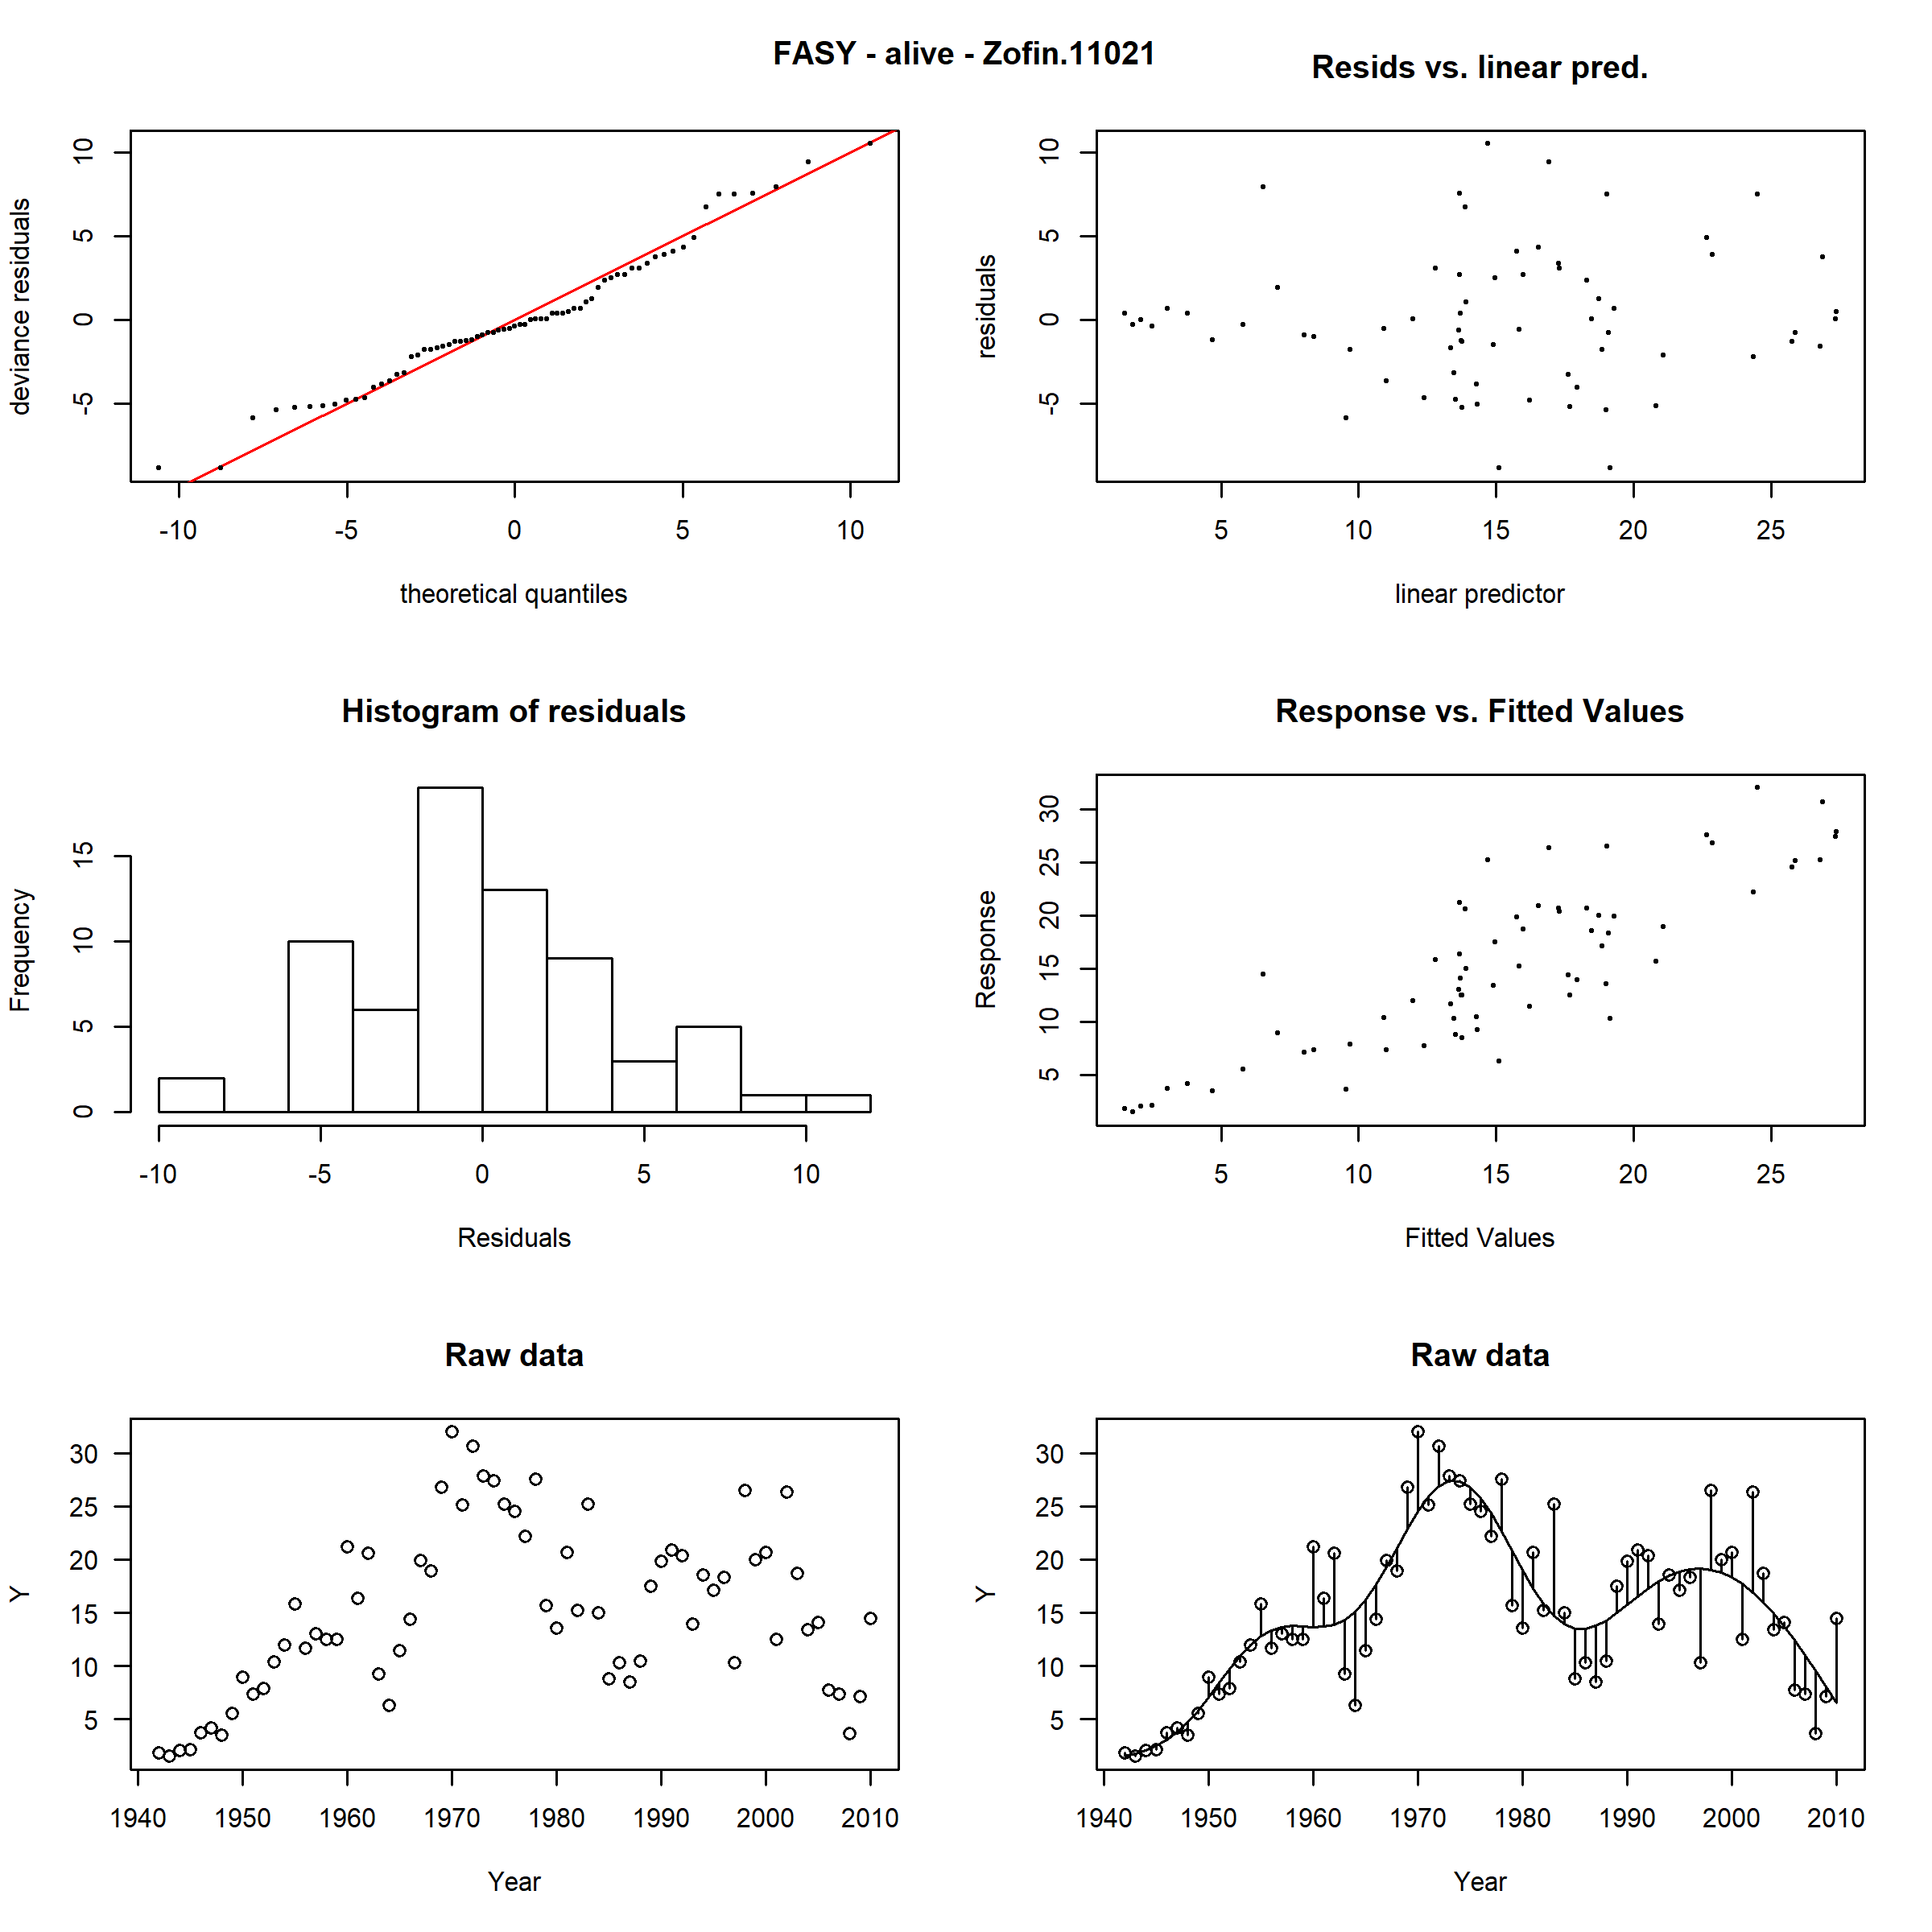 FASY - alive - Zofin.11021
Resids vs. linear pred.
deviance residuals
10
5
0
-5
-10 -5 0 5 10
theoretical quantiles
residuals
10
5
0
-5
5 10 15 20 25
linear predictor
Histogram of residuals
Frequency
15
10
5
0
-10 -5 0 5 10
Residuals
Response vs. Fitted Values
Response
30
25
20
15
10
5
5 10 15 20 25
Fitted Values
Raw data
Y
30
25
20
15
10
5
1940 1950 1960 1970 1980 1990 2000 2010
Year
Raw data
Y
30
25
20
15
10
5
1940 1950 1960 1970 1980 1990 2000 2010
Year